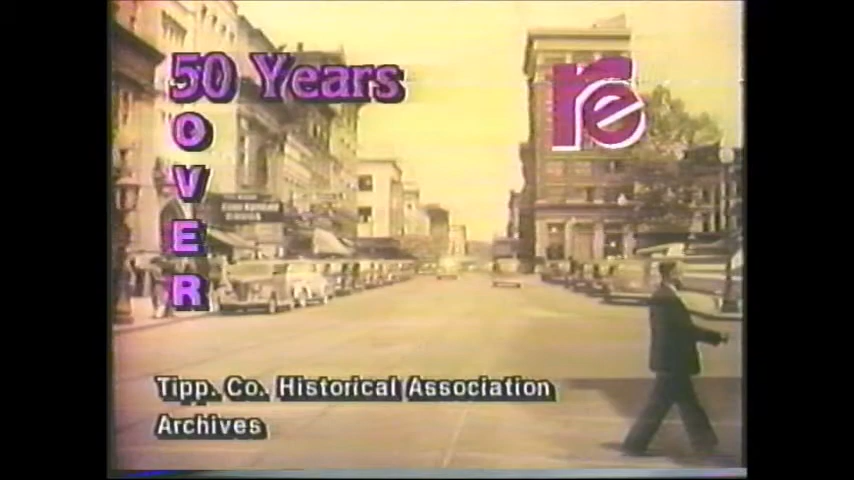 50 Years
O
V
E
R
re
Tipp. Co. Historical Association
Archives